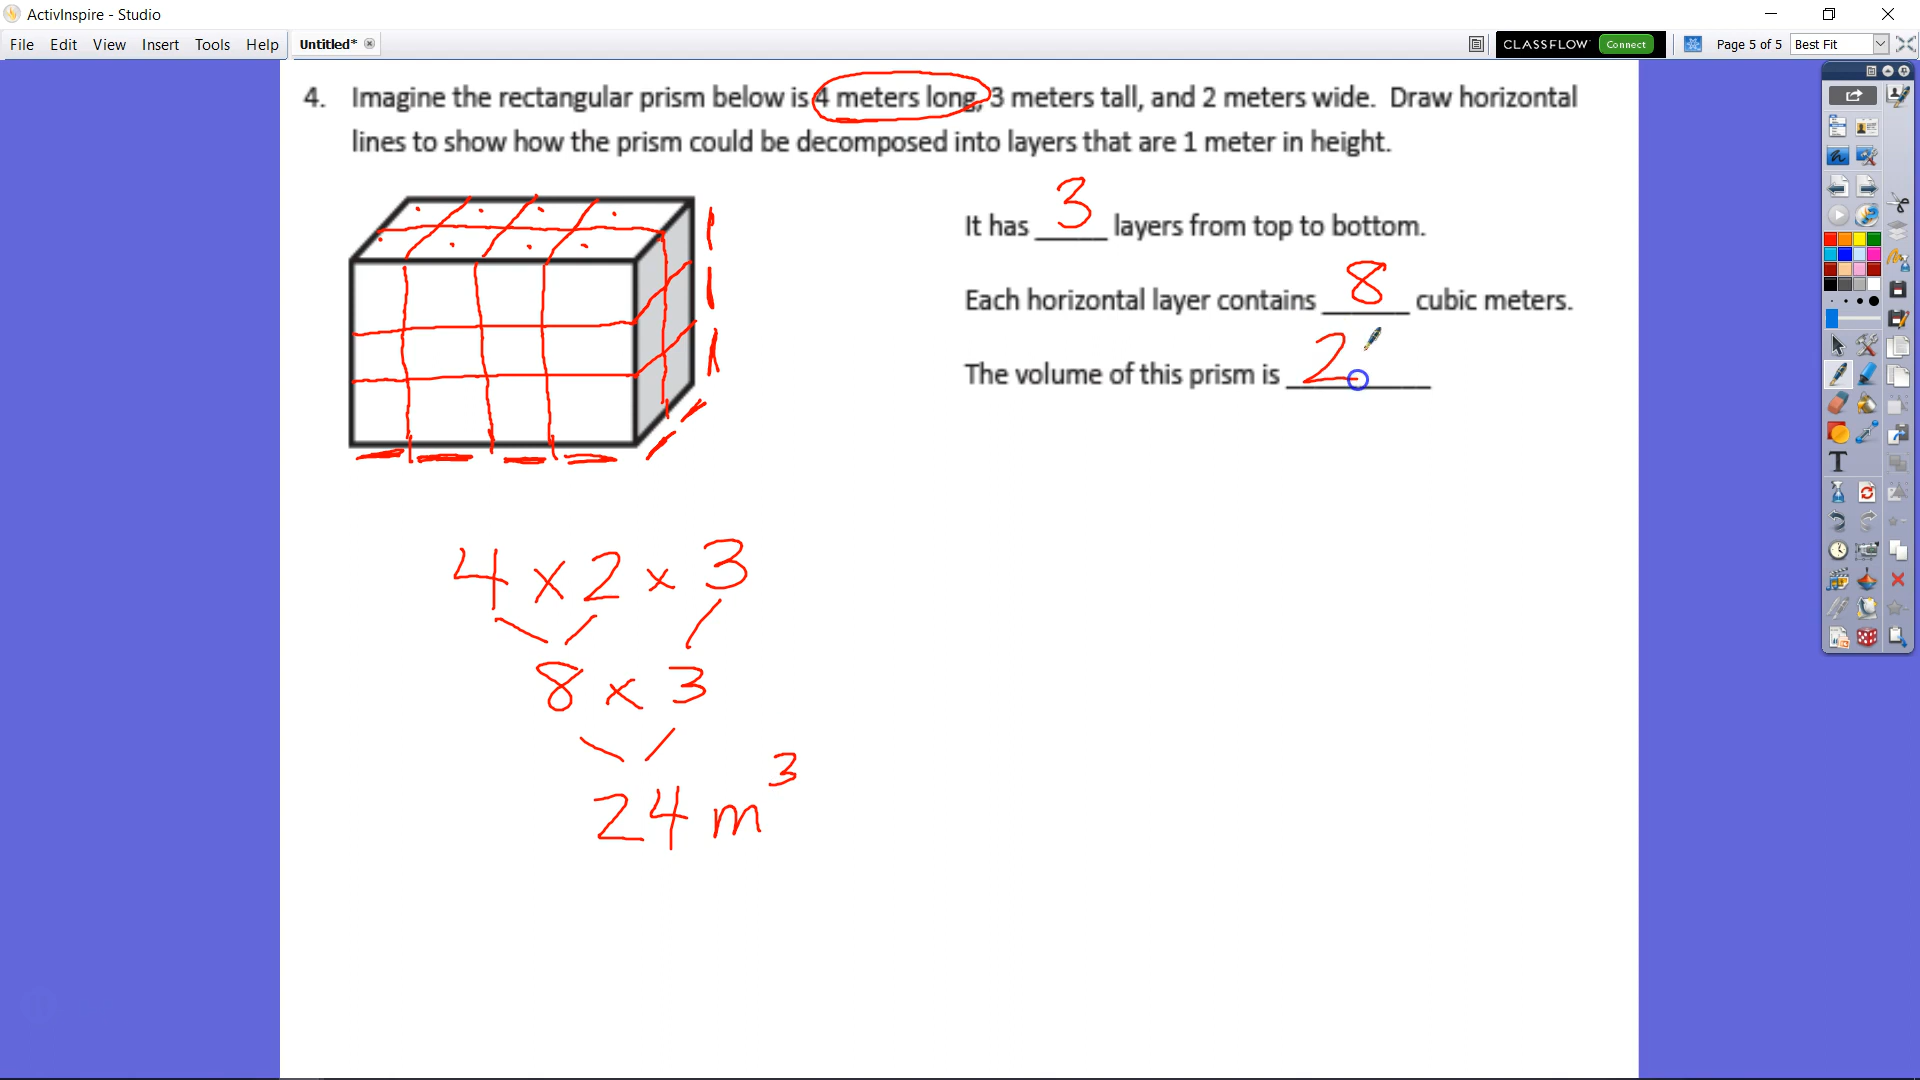 ActivInspire - Studio
File Edit View Insert Tools Help Untitled* CLASSFLOW Connect Page 5 of 5 Best Fit
4. Imagine the rectangular prism below is 4 meters long, 3 meters tall, and 2 meters wide. Draw horizontal
lines to show how the prism could be decomposed into layers that are 1 meter in height.
It has 3 layers from top to bottom.
Each horizontal layer contains 8 cubic meters.
The volume of this prism is 2
4 x 2 x 3
8 x 3
24 m³